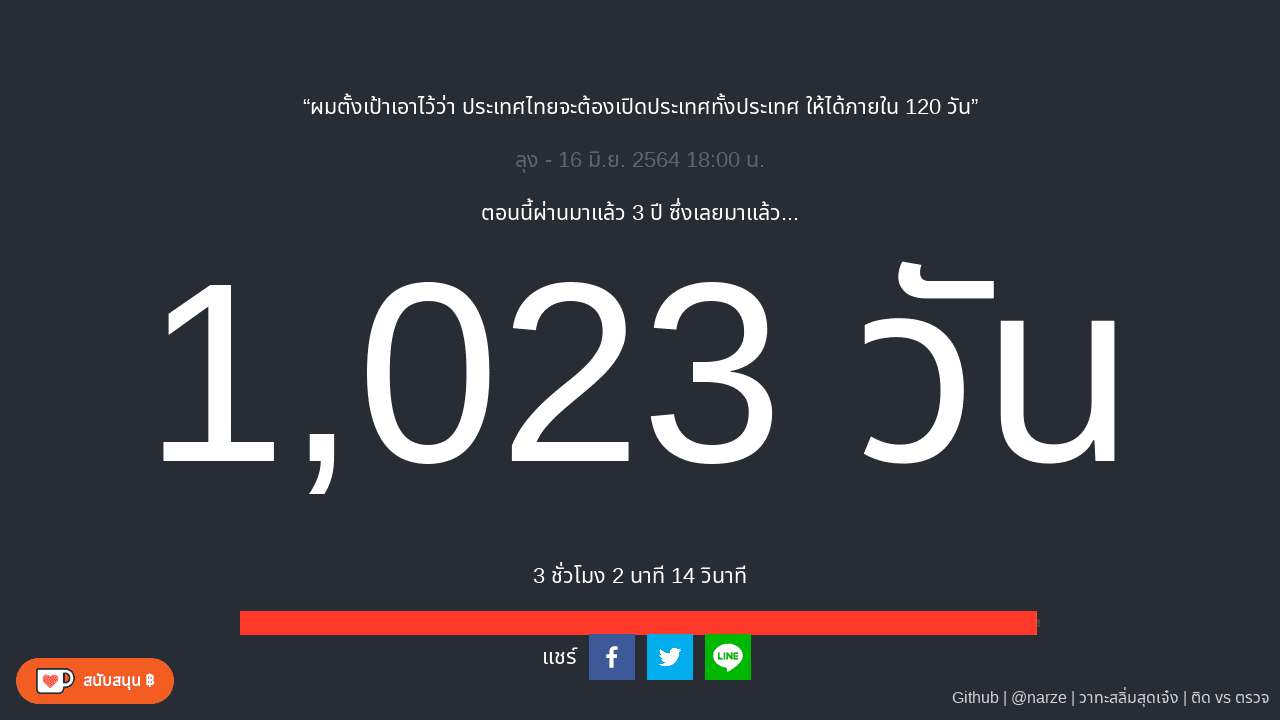 “ผมตั้งเป้าเอาไว้ว่า ประเทศไทยจะต้องเปิดประเทศทั้งประเทศ ให้ได้ภายใน 120 วัน”
ลุง - 16 มิ.ย. 2564 18:00 น.
ตอนนี้ผ่านมาแล้ว 3 ปี ซึ่งเลยมาแล้ว...
1,023 วัน
3 ชั่วโมง 2 นาที 14 วินาที
แชร์ LINE
สนับสนุน ฿
Github | @narze | วาทะสลิ่มสุดเจ๋ง | ติด vs ตรวจ